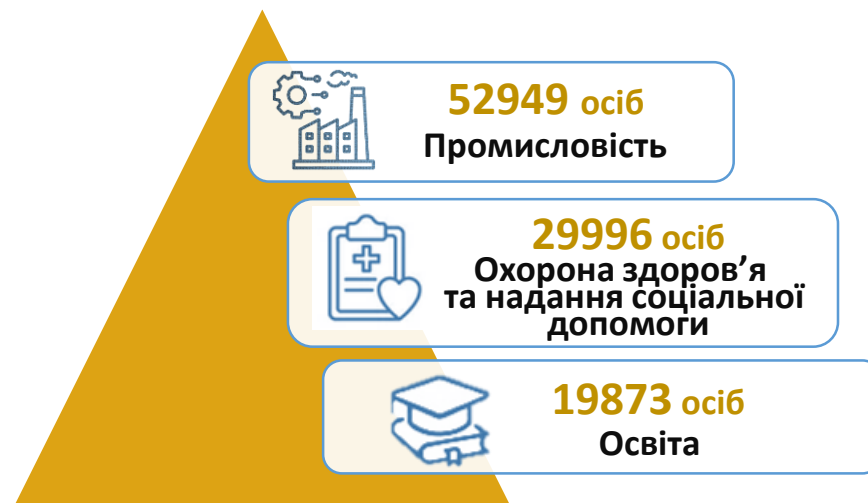 52949 осіб
Промисловість
29996 осіб
Охорона здоров’я
та надання соціальної
допомоги
19873 осіб
Освіта